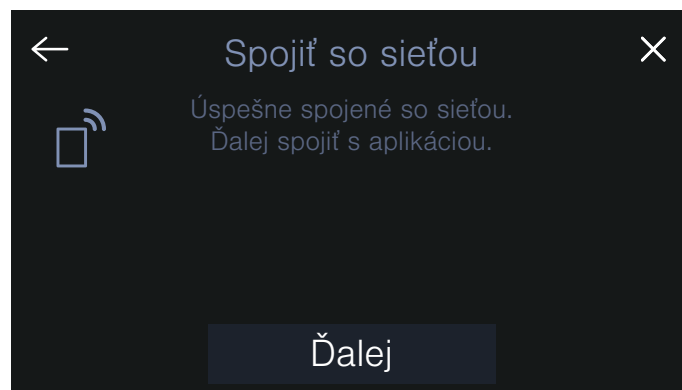 Spojiť so sieťou
Úspešne spojené so sieťou.
Ďalej spojiť s aplikáciou.
Ďalej